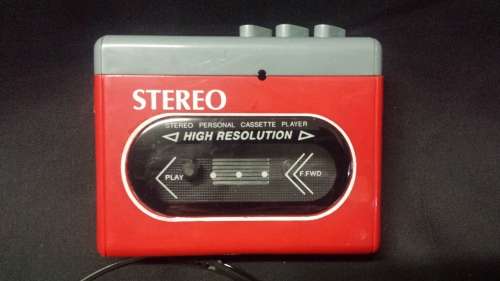 STEREO
STEREO PERSONAL CASSETTE PLAYER
HIGH RESOLUTION
PLAY
F.FWD